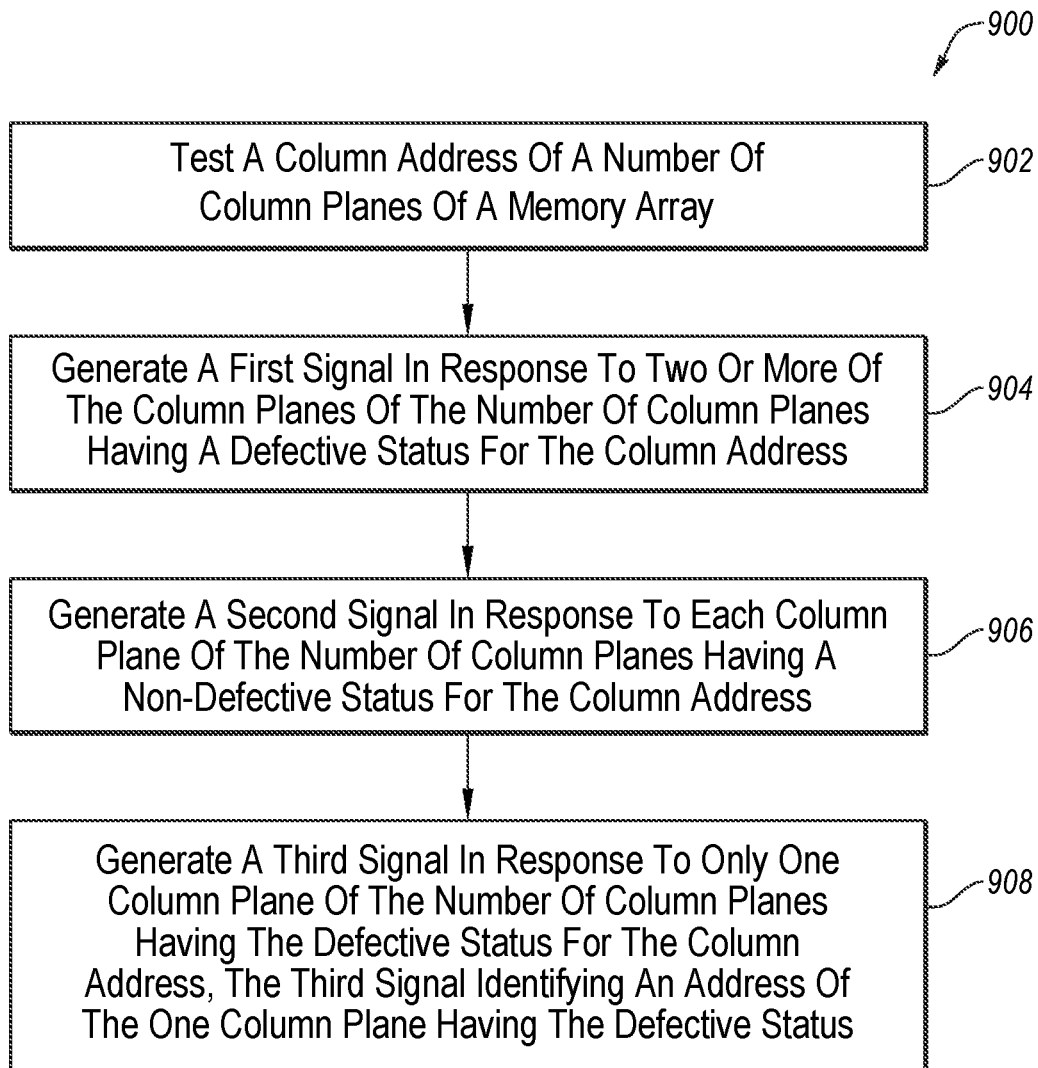 900
Test A Column Address Of A Number Of
Column Planes Of A Memory Array
902
Generate A First Signal In Response To Two Or More Of
The Column Planes Of The Number Of Column Planes
Having A Defective Status For The Column Address
904
Generate A Second Signal In Response To Each Column
Plane Of The Number Of Column Planes Having A
Non-Defective Status For The Column Address
906
Generate A Third Signal In Response To Only One
Column Plane Of The Number Of Column Planes
Having The Defective Status For The Column
Address, The Third Signal Identifying An Address Of
The One Column Plane Having The Defective Status
908